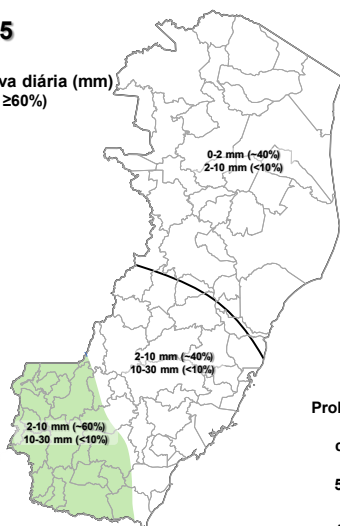 5
va diária (mm)
≥60%)
0-2 mm (~40%)
2-10 mm (<10%)
2-10 mm (~40%)
10-30 mm (<10%)
2-10 mm (~60%)
10-30 mm (<10%)
Prol
5